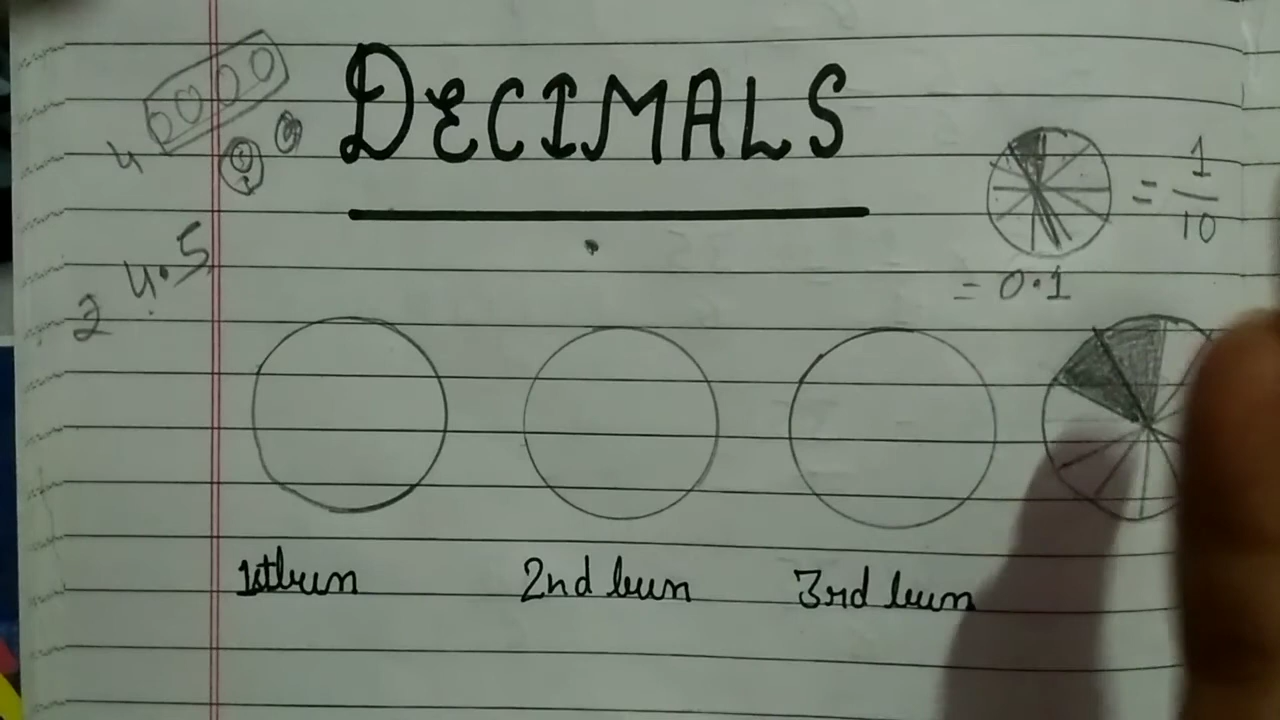 DECIMALS
4
= 1/10
4.5
2
= 0.1
1st bun
2nd bun
3rd bun